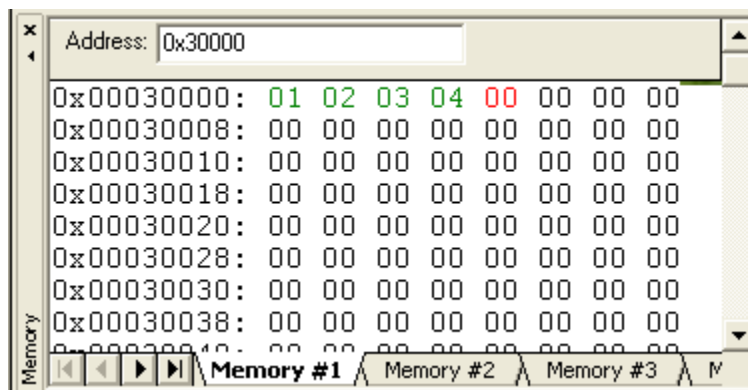 Address: 0x30000
0x00030000: 01 02 03 04 00 00 00 00
0x00030008: 00 00 00 00 00 00 00 00
0x00030010: 00 00 00 00 00 00 00 00
0x00030018: 00 00 00 00 00 00 00 00
0x00030020: 00 00 00 00 00 00 00 00
0x00030028: 00 00 00 00 00 00 00 00
0x00030030: 00 00 00 00 00 00 00 00
0x00030038: 00 00 00 00 00 00 00 00
Memory
Memory #1 Memory #2 Memory #3 M